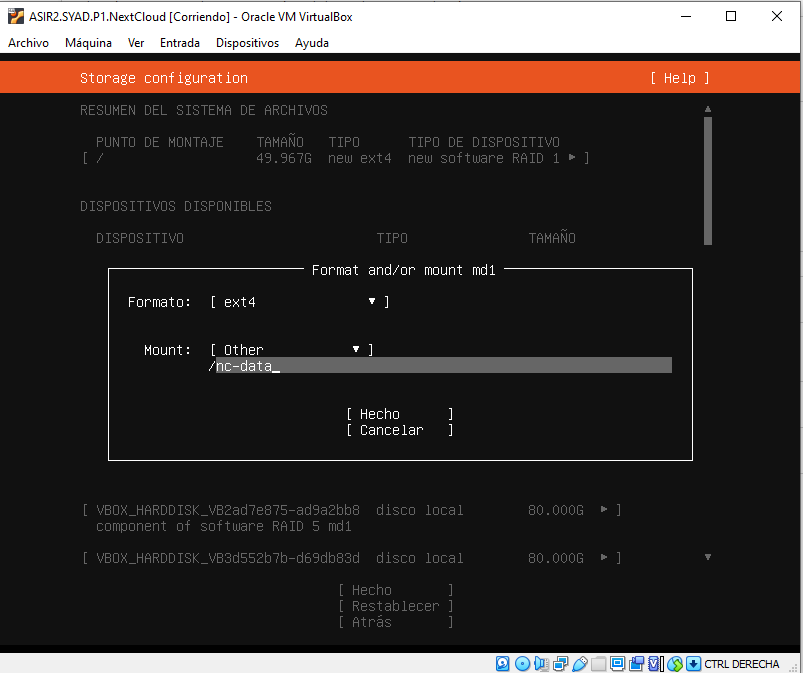 ASIR2.SYAD.P1.NextCloud [Corriendo] - Oracle VM VirtualBox
Archivo Máquina Ver Entrada Dispositivos Ayuda
Storage configuration [ Help ]
RESUMEN DEL SISTEMA DE ARCHIVOS
PUNTO DE MONTAJE TAMAÑO TIPO TIPO DE DISPOSITIVO
[ / 49.967G new ext4 new software RAID 1 ▸ ]
DISPOSITIVOS DISPONIBLES
DISPOSITIVO TIPO TAMAÑO
Format and/or mount md1
Formato: [ ext4 ▾ ]
Mount: [ Other ▾ ]
/nc-data_
[ Hecho ]
[ Cancelar ]
[ VBOX_HARDDISK_VB2ad7e875-ad9a2bb8 disco local 80.000G ▸ ]
component of software RAID 5 md1
[ VBOX_HARDDISK_VB3d552b7b-d69db83d disco local 80.000G ▸ ]
[ Hecho ]
[ Restablecer ]
[ Atrás ]
CTRL DERECHA